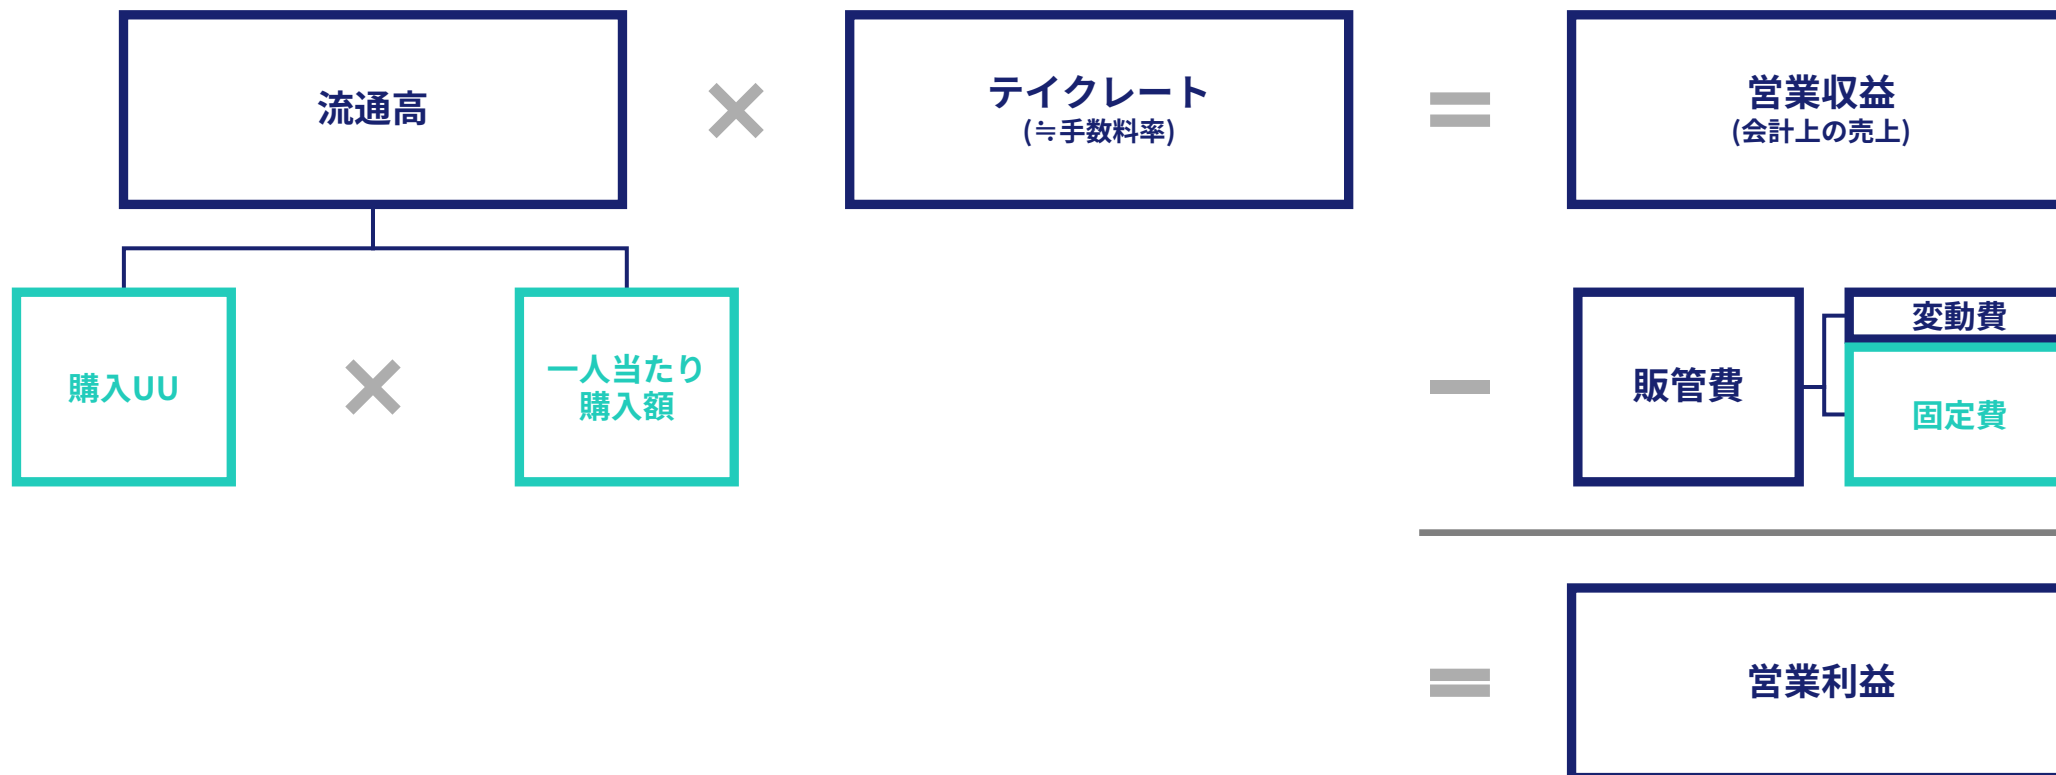 流通高
×
テイクレート
(≒手数料率)
=
営業収益
(会計上の売上)
購入UU
×
一人当たり
購入額
−
販管費
変動費
固定費
=
営業利益